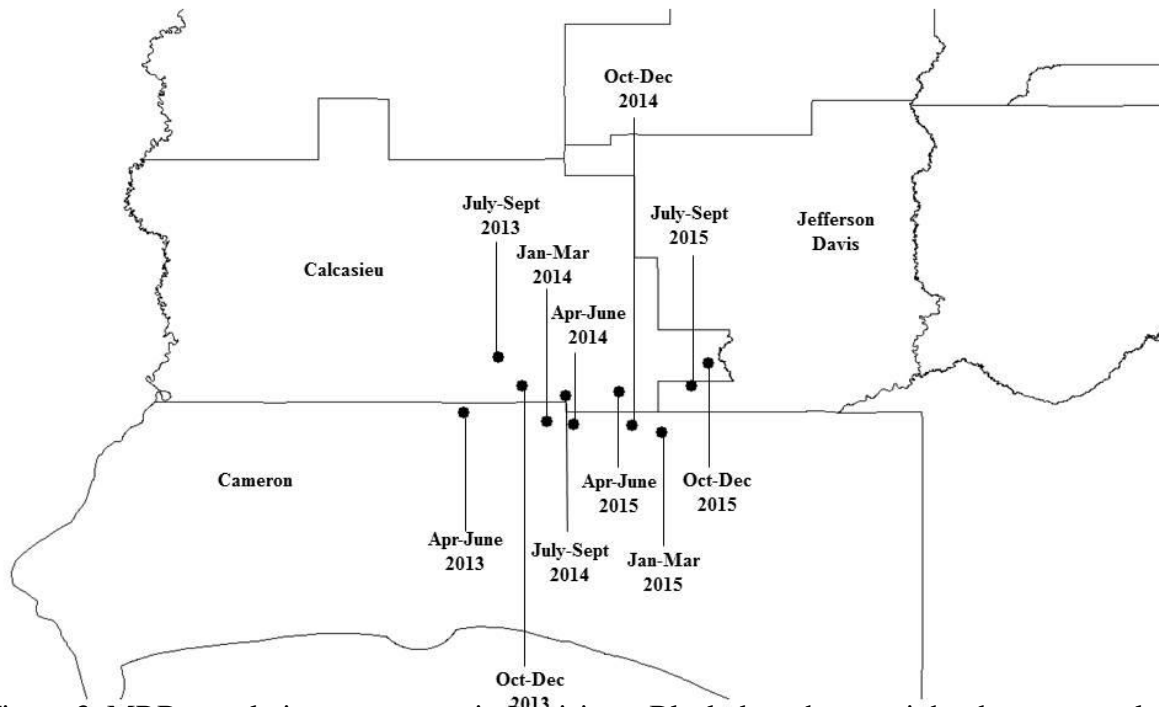 Oct-Dec
2014
July-Sept
2013
July-Sept
2015
Jefferson
Davis
Jan-Mar
2014
Calcasieu
Apr-June
2014
Cameron
Apr-June
2015
Oct-Dec
2015
Apr-June
2013
July-Sept
2014
Jan-Mar
2015
Oct-Dec
2013